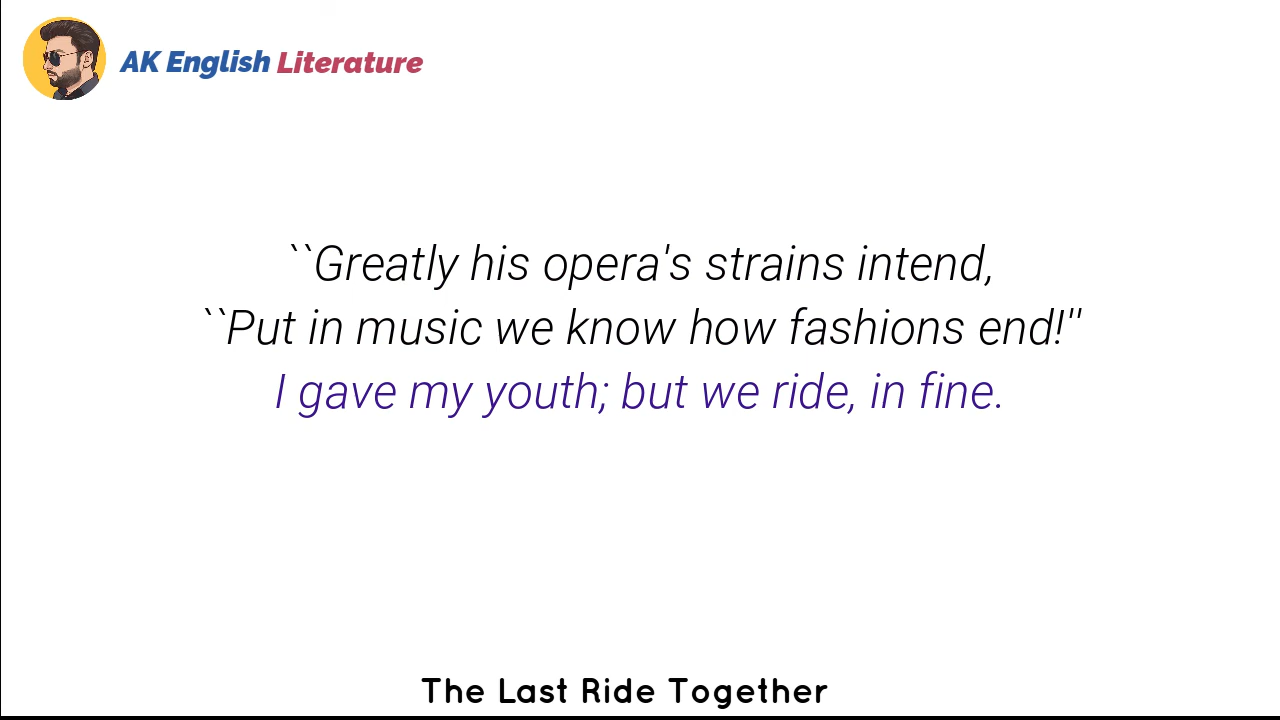 AK English Literature
``Greatly his opera's strains intend,
``Put in music we know how fashions end!''
I gave my youth; but we ride, in fine.
The Last Ride Together